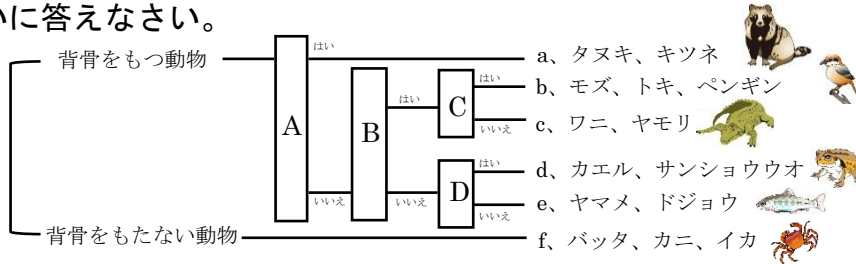 いに答えなさい。
背骨をもつ動物
A
はい
いいえ
B
はい
いいえ
C
はい
いいえ
D
はい
いいえ
a、タヌキ、キツネ
b、モズ、トキ、ペンギン
c、ワニ、ヤモリ
d、カエル、サンショウウオ
e、ヤマメ、ドジョウ
背骨をもたない動物
f、バッタ、カニ、イカ